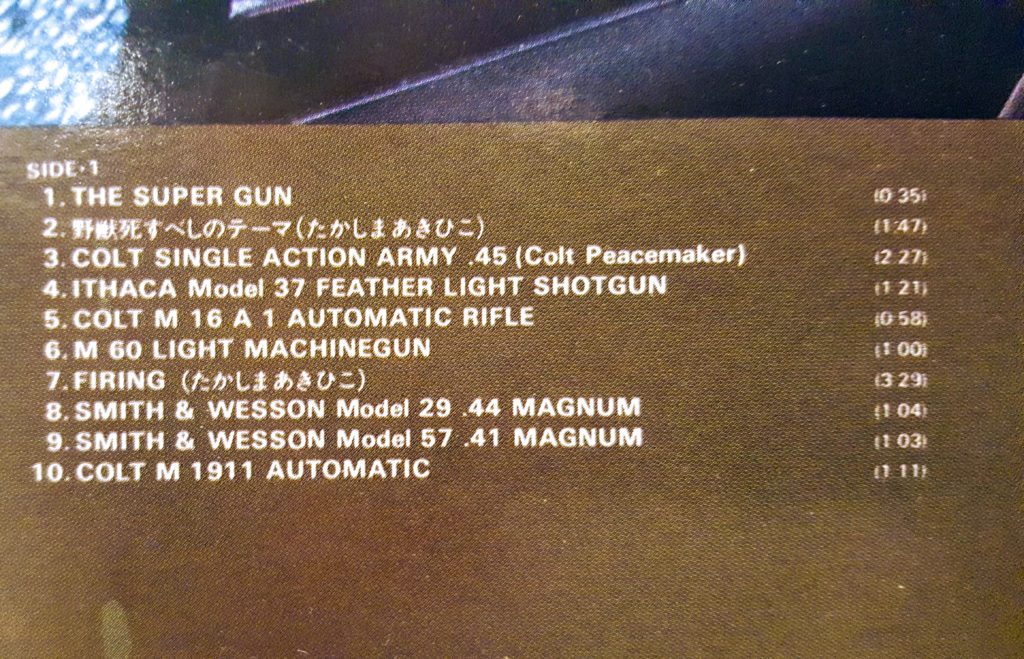 SIDE・1
1. THE SUPER GUN (0 35)
2. 野獣死すべしのテーマ(たかしまあきひこ) (1 47)
3. COLT SINGLE ACTION ARMY .45 (Colt Peacemaker) (2 27)
4. ITHACA Model 37 FEATHER LIGHT SHOTGUN (1 21)
5. COLT M 16 A 1 AUTOMATIC RIFLE (0 58)
6. M 60 LIGHT MACHINEGUN (1 00)
7. FIRING (たかしまあきひこ) (3 29)
8. SMITH & WESSON Model 29 .44 MAGNUM (1 04)
9. SMITH & WESSON Model 57 .41 MAGNUM (1 03)
10. COLT M 1911 AUTOMATIC (1 11)